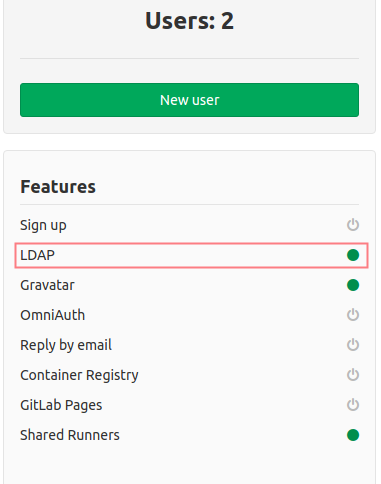 Users: 2
New user
Features
Sign up
LDAP
Gravatar
OmniAuth
Reply by email
Container Registry
GitLab Pages
Shared Runners